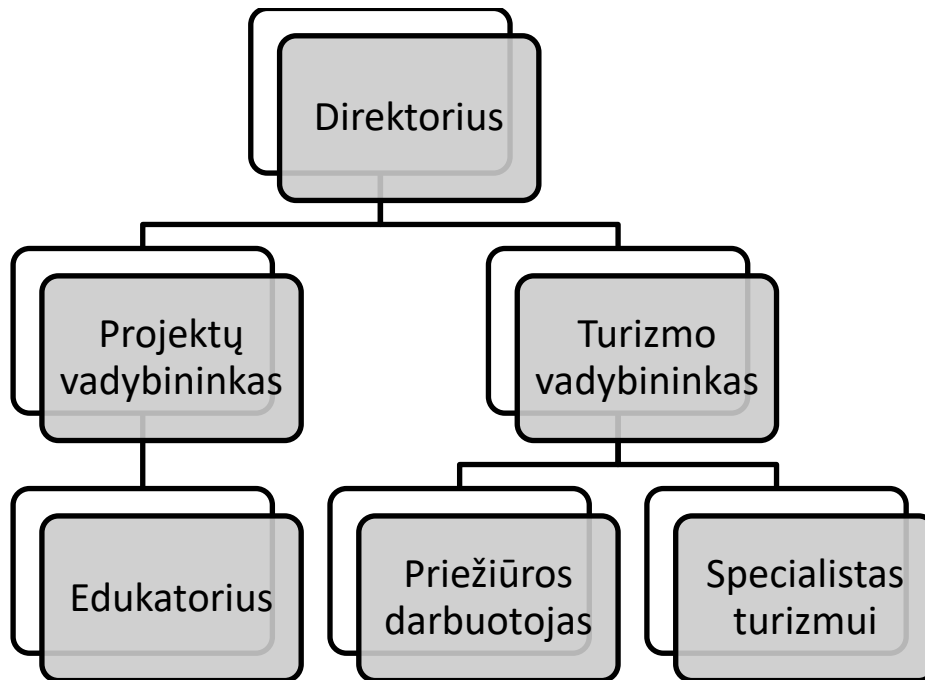 Direktorius
Projektų
vadybininkas
Turizmo
vadybininkas
Edukatorius
Priežiūros
darbuotojas
Specialistas
turizmui